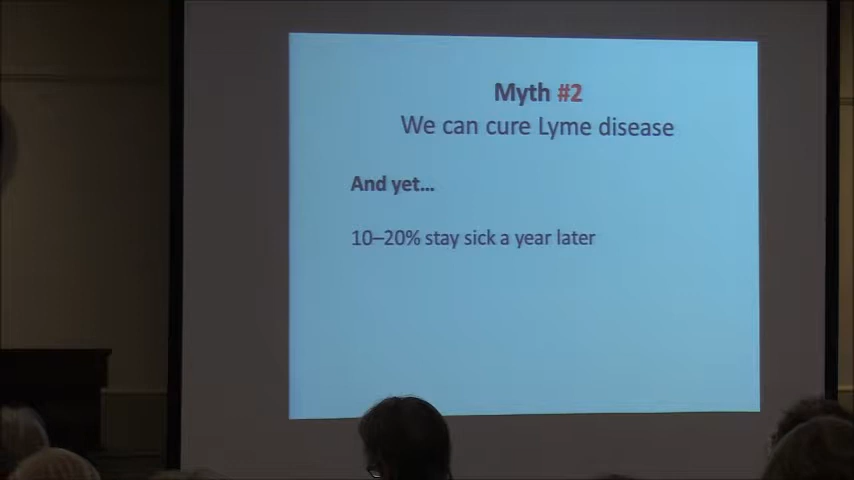 Myth #2
We can cure Lyme disease
And yet...
10–20% stay sick a year later